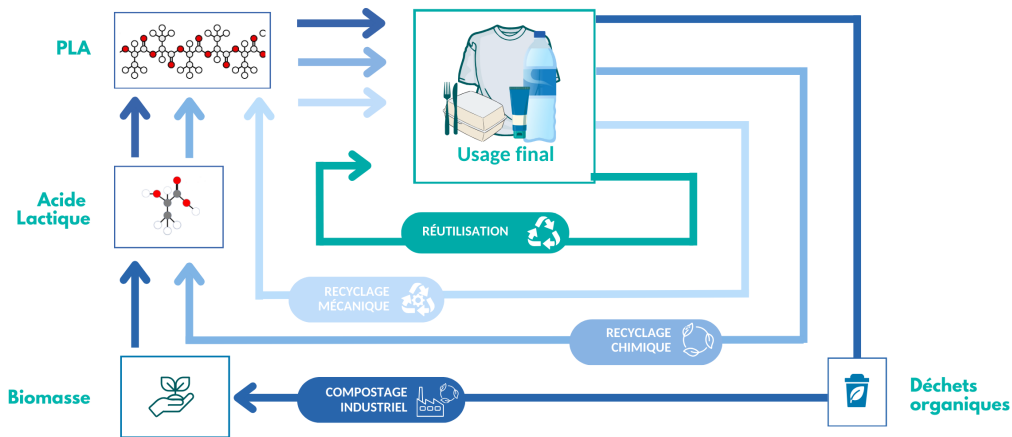 PLA
Usage final
Acide
Lactique
RÉUTILISATION
RECYCLAGE
MÉCANIQUE
RECYCLAGE
CHIMIQUE
Biomasse
COMPOSTAGE
INDUSTRIEL
Déchets
organiques